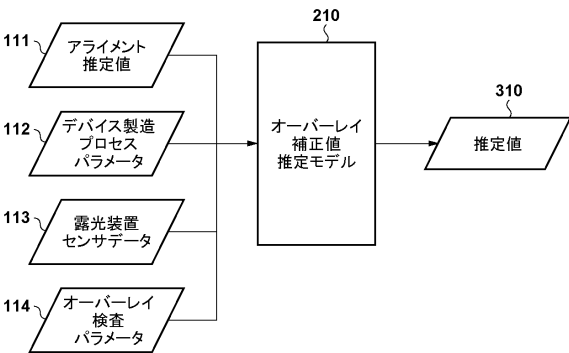 111
アライメント
推定値
112
デバイス製造
プロセス
パラメータ
113
露光装置
センサデータ
114
オーバーレイ
検査
パラメータ
210
オーバーレイ
補正値
推定モデル
310
推定値